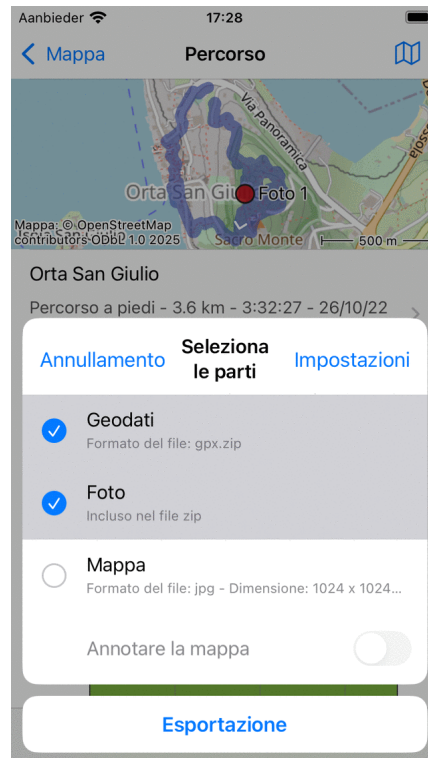 Aanbieder 17:28
Mappa Percorso
Via Panoramica
Orta San Giulio Foto 1
Mappa: © OpenStreetMap
contributors ODbL 1.0 2025
Sacro Monte 500 m
Orta San Giulio
Percorso a piedi - 3.6 km - 3:32:27 - 26/10/22
Annullamento Seleziona le parti Impostazioni
Geodati
Formato del file: gpx.zip
Foto
Incluso nel file zip
Mappa
Formato del file: jpg - Dimensione: 1024 x 1024...
Annotare la mappa
Esportazione